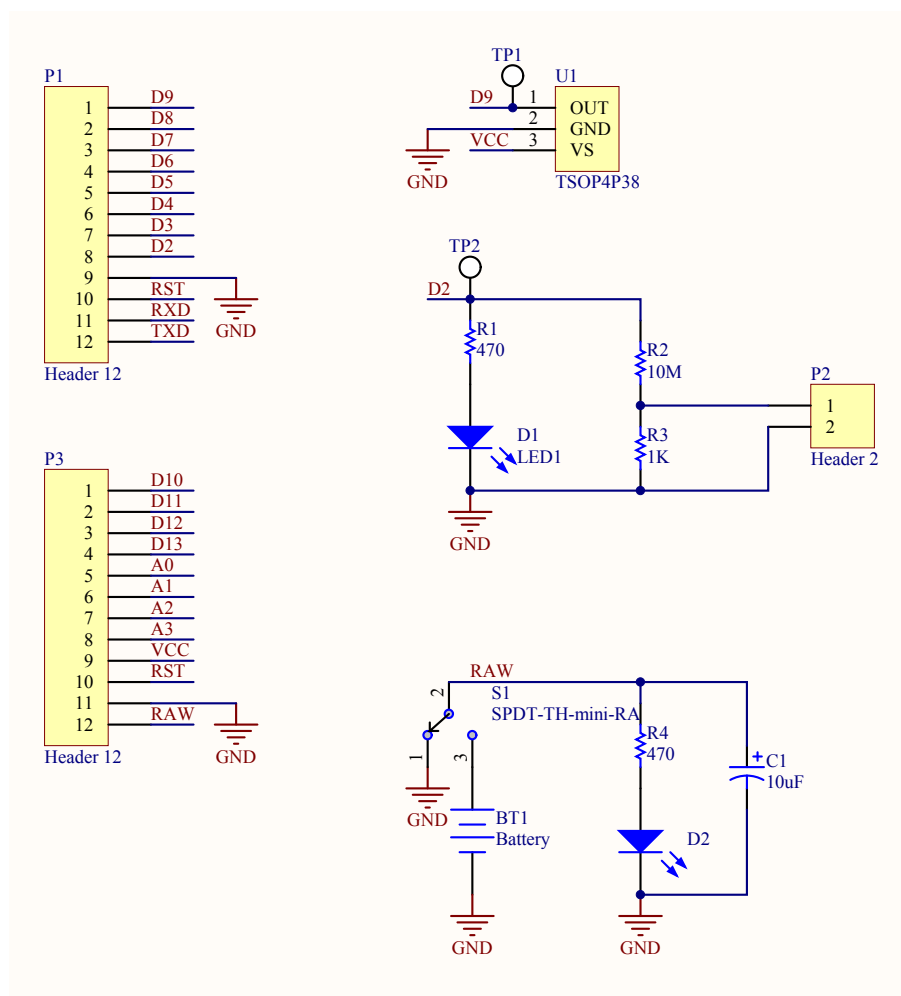 P1
1 D9
2 D8
3 D7
4 D6
5 D5
6 D4
7 D3
8 D2
9
10 RST
11 RXD
12 TXD
GND
Header 12
TP1
U1
D9 1 OUT
2 GND
VCC 3 VS
GND
TSOP4P38
TP2
D2
R1
470
R2
10M
D1
LED1
R3
1K
P2
1
2
Header 2
GND
P3
1 D10
2 D11
3 D12
4 D13
5 A0
6 A1
7 A2
8 A3
9 VCC
10 RST
11
12 RAW
GND
Header 12
RAW
2
S1
SPDT-TH-mini-RA
1
3
GND
BT1
Battery
GND
R4
470
+ C1
10uF
D2
GND